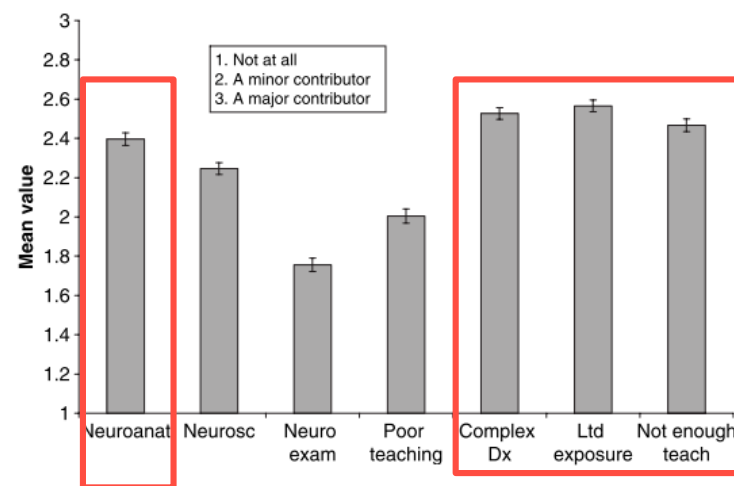 3
2.8
2.6
2.4
2.2
2
1.8
1.6
1.4
1.2
1
Mean value
1. Not at all
2. A minor contributor
3. A major contributor
Neuroanat
Neurosc
Neuro
exam
Poor
teaching
Complex
Dx
Ltd
exposure
Not enough
teach